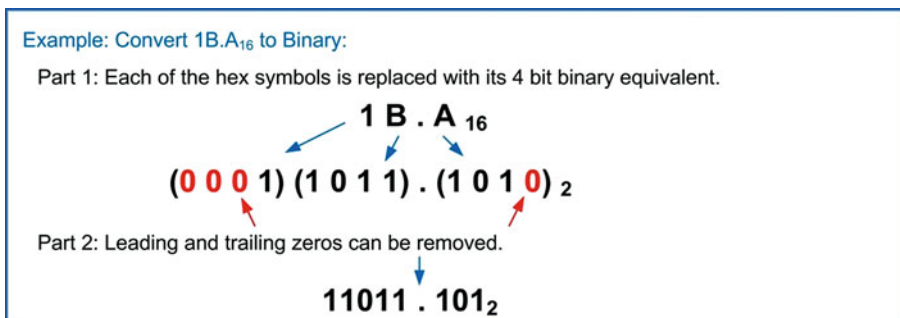 Example: Convert 1B.A₁₆ to Binary:
Part 1: Each of the hex symbols is replaced with its 4 bit binary equivalent.
1 B . A ₁₆
(0 0 0 1) (1 0 1 1) . (1 0 1 0) ₂
Part 2: Leading and trailing zeros can be removed.
11011 . 101₂